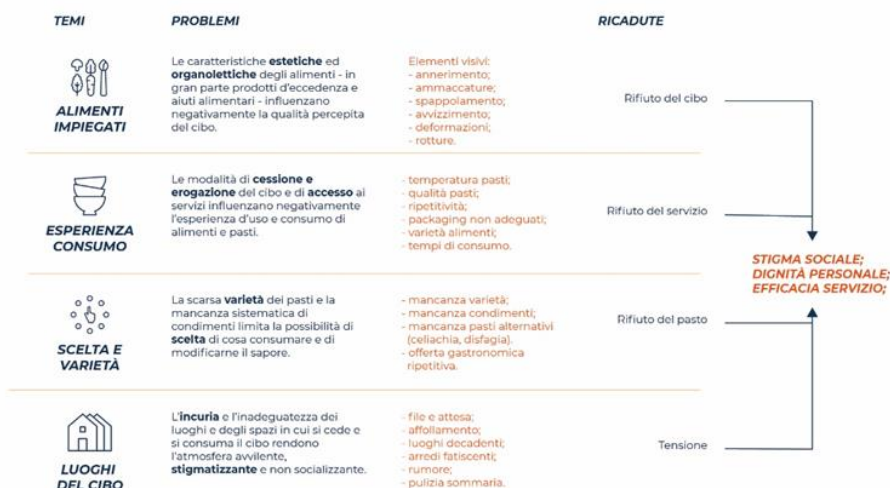 TEMI
PROBLEMI
RICADUTE
ALIMENTI
IMPIEGATI
Le caratteristiche estetiche ed
organolettiche degli alimenti - in
gran parte prodotti d'eccedenza e
aiuti alimentari - influenzano
negativamente la qualità percepita
del cibo.
Elementi visivi:
- annerimento;
- ammaccature;
- spappolamento;
- avvizzimento;
- deformazioni;
- rotture.
Rifiuto del cibo
ESPERIENZA
CONSUMO
Le modalità di cessione e
erogazione del cibo e di accesso ai
servizi influenzano negativamente
l'esperienza d'uso e consumo di
alimenti e pasti.
- temperatura pasti;
- qualità pasti;
- ripetitività;
- packaging non adeguati;
- varietà alimenti;
- tempi di consumo.
Rifiuto del servizio
STIGMA SOCIALE;
DIGNITÀ PERSONALE;
EFFICACIA SERVIZIO;
SCELTA E
VARIETÀ
La scarsa varietà dei pasti e la
mancanza sistematica di
condimenti limita la possibilità di
scelta di cosa consumare e di
modificarne il sapore.
- mancanza varietà;
- mancanza condimenti;
- mancanza pasti alternativi
(celiachia, disfagia).
- offerta gastronomica
ripetitiva.
Rifiuto del pasto
LUOGHI
DEL CIBO
L'incuria e l'inadeguatezza dei
luoghi e degli spazi in cui si cede e
si consuma il cibo rendono
l'atmosfera avvilente,
stigmatizzante e non socializzante.
- file e attesa;
- affollamento;
- luoghi decadenti;
- arredi fatiscenti;
- rumore;
- pulizia sommaria.
Tensione